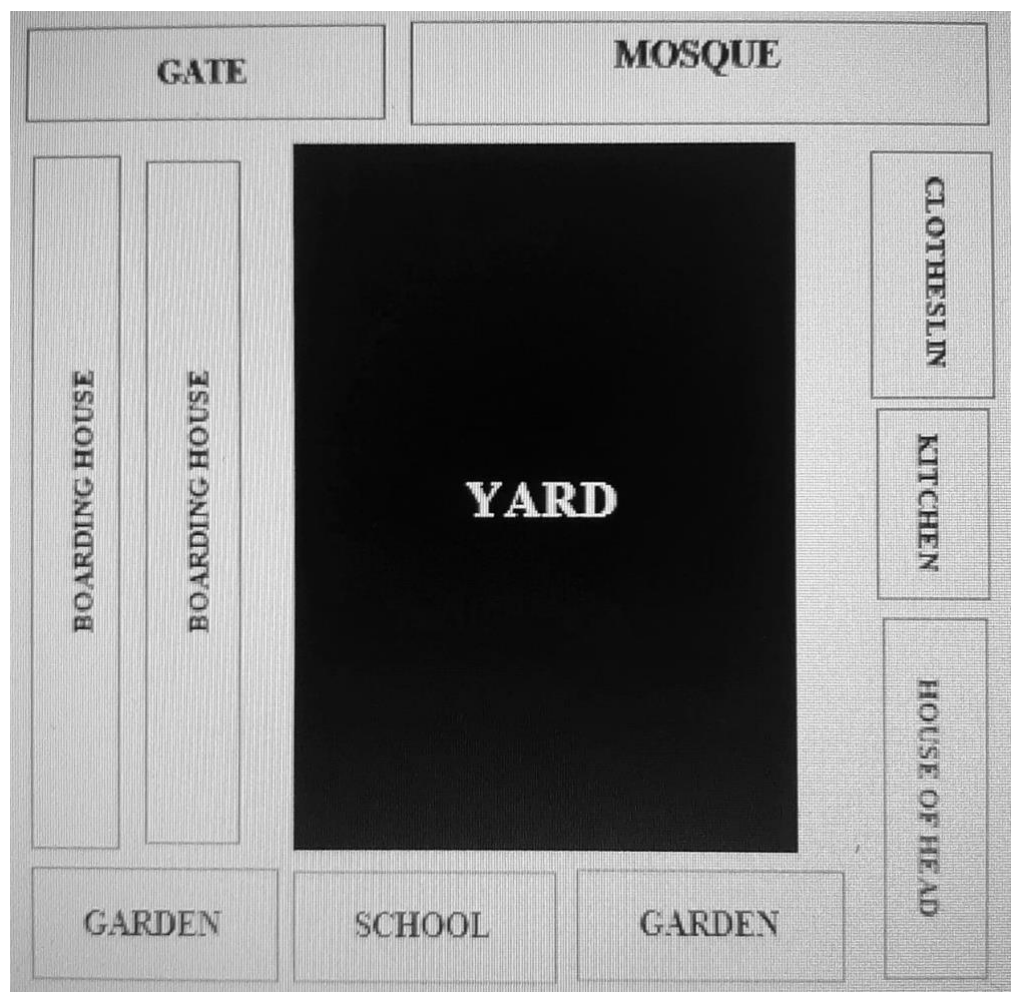 GATE
MOSQUE
BOARDING HOUSE
BOARDING HOUSE
YARD
CLOTHESLIN
KITCHEN
HOUSE OF HEAD
GARDEN
SCHOOL
GARDEN